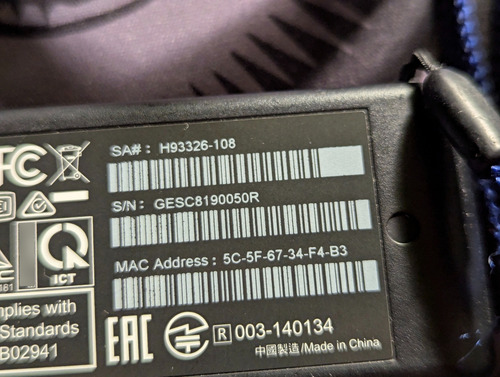 FC
SA# : H93326-108
S/N: GESC8190050R
MAC Address : 5C-5F-67-34-F4-B3
ICT
mplies with
Standards
B02941
EAC
R 003-140134
中國製造/Made in China